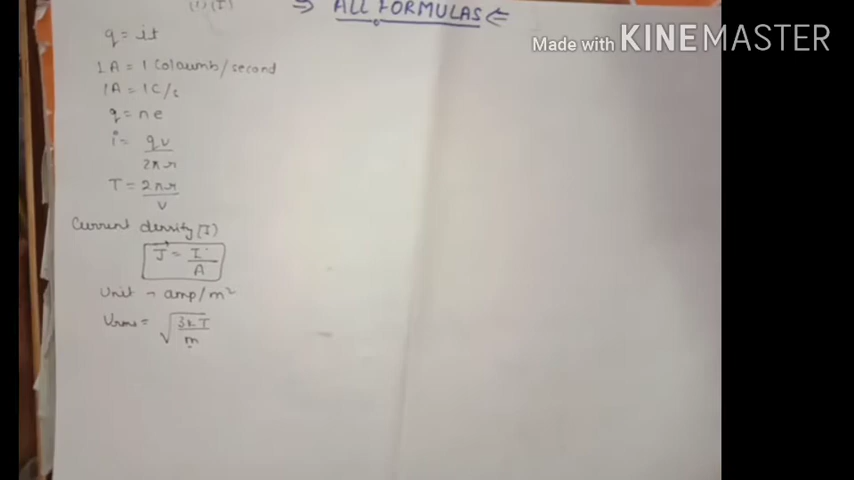 (i) (I)
⇒ ALL FORMULAS ⇐
Made with KINEMASTER
q = it
1A = 1 Coloumb/second
1A = 1C/s
q = ne
i = qv/2πr
T = 2πr/v
Current density (J)
J⃗ = I/A
Unit → amp/m²
Vrms = √(3kT/m)